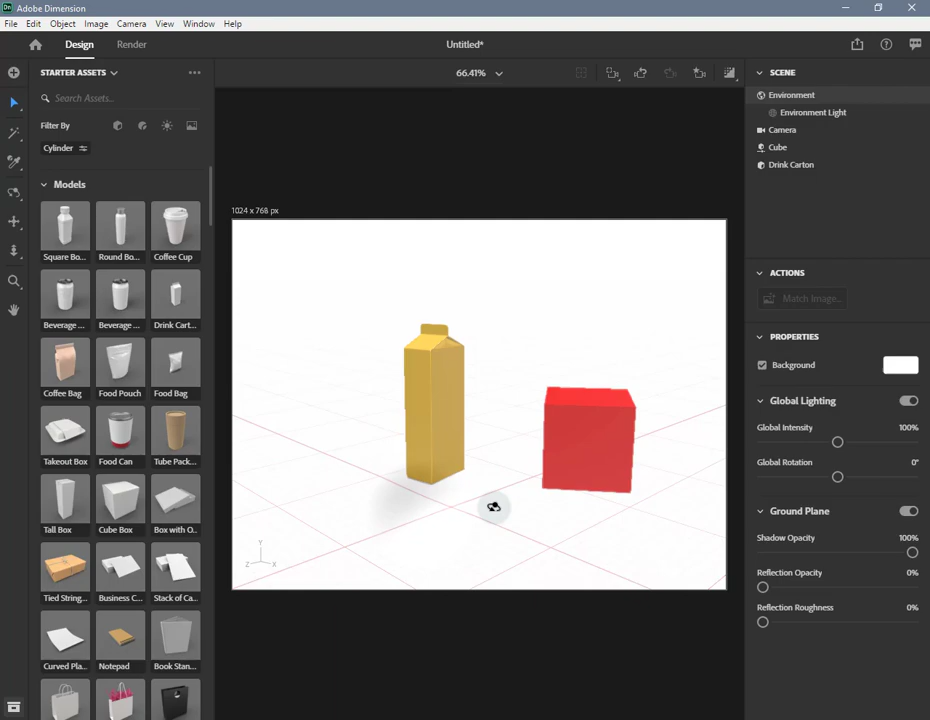 Dn Adobe Dimension
File Edit Object Image Camera View Window Help
Design Render Untitled*
STARTER ASSETS
66.41%
Search Assets...
Filter By
Cylinder
Models
Square Bo... Round Bo... Coffee Cup
Beverage ... Beverage ... Drink Cart...
Coffee Bag Food Pouch Food Bag
Takeout Box Food Can Tube Pack...
Tall Box Cube Box Box with O...
Tied String... Business C... Stack of Ca...
Curved Pla... Notepad Book Stan...
1024 x 768 px
Y
Z X
SCENE
Environment
Environment Light
Camera
Cube
Drink Carton
ACTIONS
Match Image...
PROPERTIES
Background
Global Lighting
Global Intensity 100%
Global Rotation 0°
Ground Plane
Shadow Opacity 100%
Reflection Opacity 0%
Reflection Roughness 0%